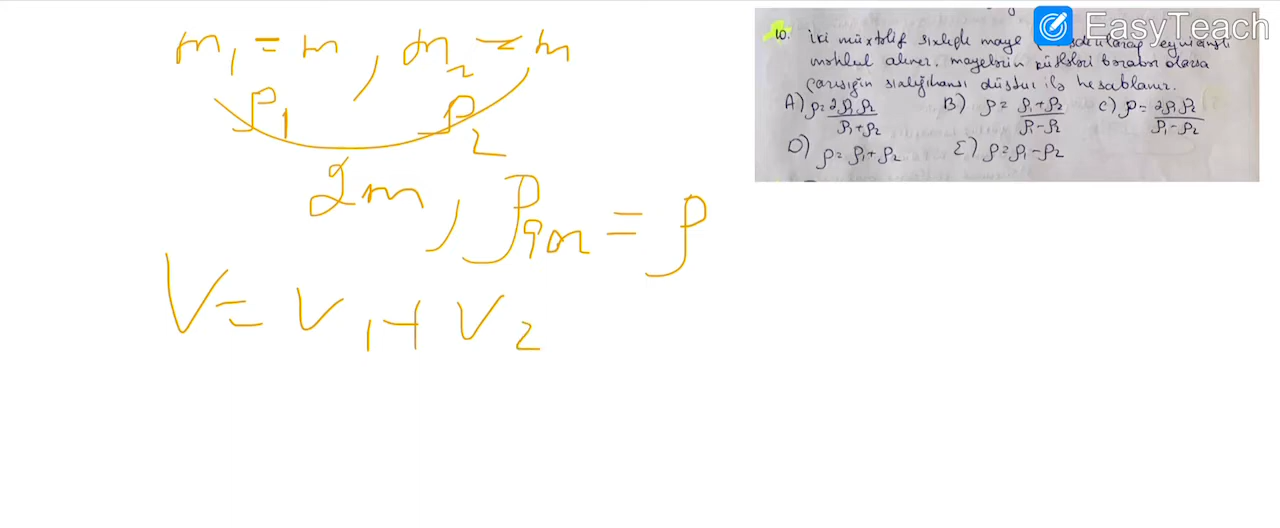 m₁ = m, m₂ = m
ρ₁ ρ₂
2m, ρqar = ρ
V = V₁ + V₂
EasyTeach
10. İki müxtəlif sıxlıqlı maye eynicinsli
məhlul alınır. mayelərin kütlələri bərabər olarsa
qarışığın sıxlığı hansı düstur ilə hesablanır.
A) ρ = 2ρ₁ρ₂ / ρ₁+ρ₂ B) ρ = ρ₁+ρ₂ / ρ₁−ρ₂ C) ρ = 2ρ₁ρ₂ / ρ₁−ρ₂
D) ρ = ρ₁+ρ₂ E) ρ = ρ₁−ρ₂